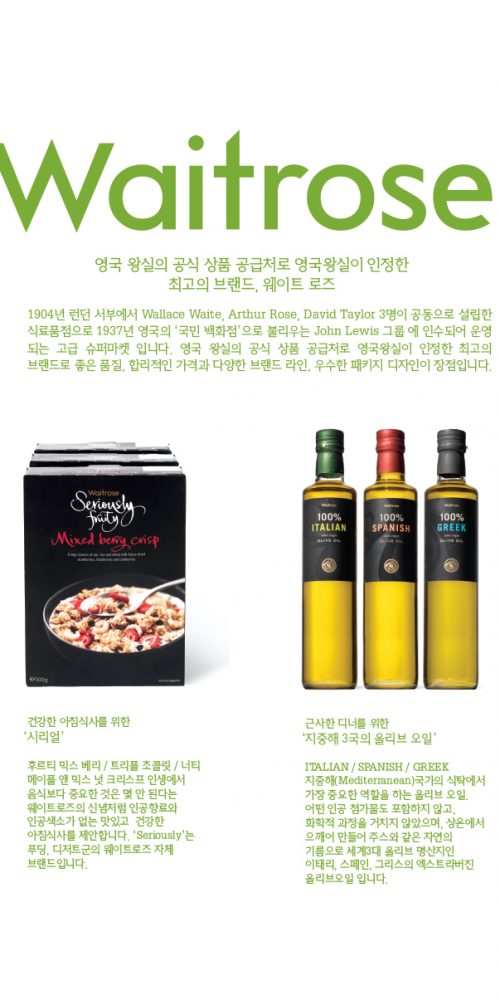 Waitrose
영국 왕실의 공식 상품 공급처로 영국왕실이 인정한
최고의 브랜드, 웨이트 로즈
1904년 런던 서부에서 Wallace Waite, Arthur Rose, David Taylor 3명이 공동으로 설립한
식료품점으로 1937년 영국의 ‘국민 백화점’으로 불리우는 John Lewis 그룹 에 인수되어 운영
되는 고급 슈퍼마켓 입니다. 영국 왕실의 공식 상품 공급처로 영국왕실이 인정한 최고의
브랜드로 좋은 품질, 합리적인 가격과 다양한 브랜드 라인, 우수한 패키지 디자인이 장점입니다.
Waitrose
Seriously
fruity
Mixed berry crisp
e500g
Waitrose
100%
ITALIAN
OLIVE OIL
Waitrose
100%
SPANISH
OLIVE OIL
Waitrose
100%
GREEK
OLIVE OIL
건강한 아침식사를 위한
‘시리얼’
후르티 믹스 베리 / 트리플 초콜릿 / 너티
메이플 앤 믹스 넛 크리스프 인생에서
음식보다 중요한 것은 몇 안 된다는
웨이트로즈의 신념처럼 인공향료와
인공색소가 없는 맛있고 건강한
아침식사를 제안합니다. ‘Seriously’는
푸딩, 디저트군의 웨이트로즈 자체
브랜드입니다.
근사한 디너를 위한
‘지중해 3국의 올리브 오일’
ITALIAN / SPANISH / GREEK
지중해(Mediterranean)국가의 식탁에서
가장 중요한 역할을 하는 올리브 오일.
어떤 인공 첨가물도 포함하지 않고,
화학적 과정을 거치지 않았으며, 상온에서
으깨어 만들어 주스와 같은 자연의
기름으로 세계3대 올리브 명산지인
이태리, 스페인, 그리스의 엑스트라버진
올리브오일 입니다.